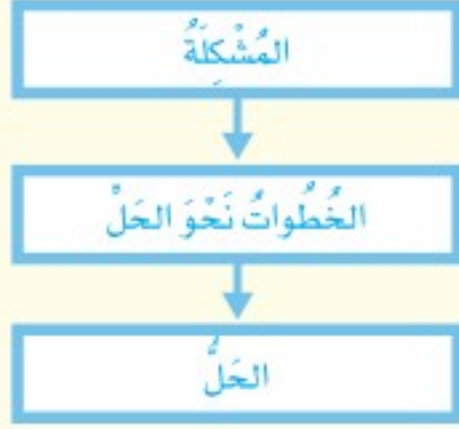 المُشْكِلَةُ
الخُطُواتُ نَحْوَ الحَلْ
الحَلُّ